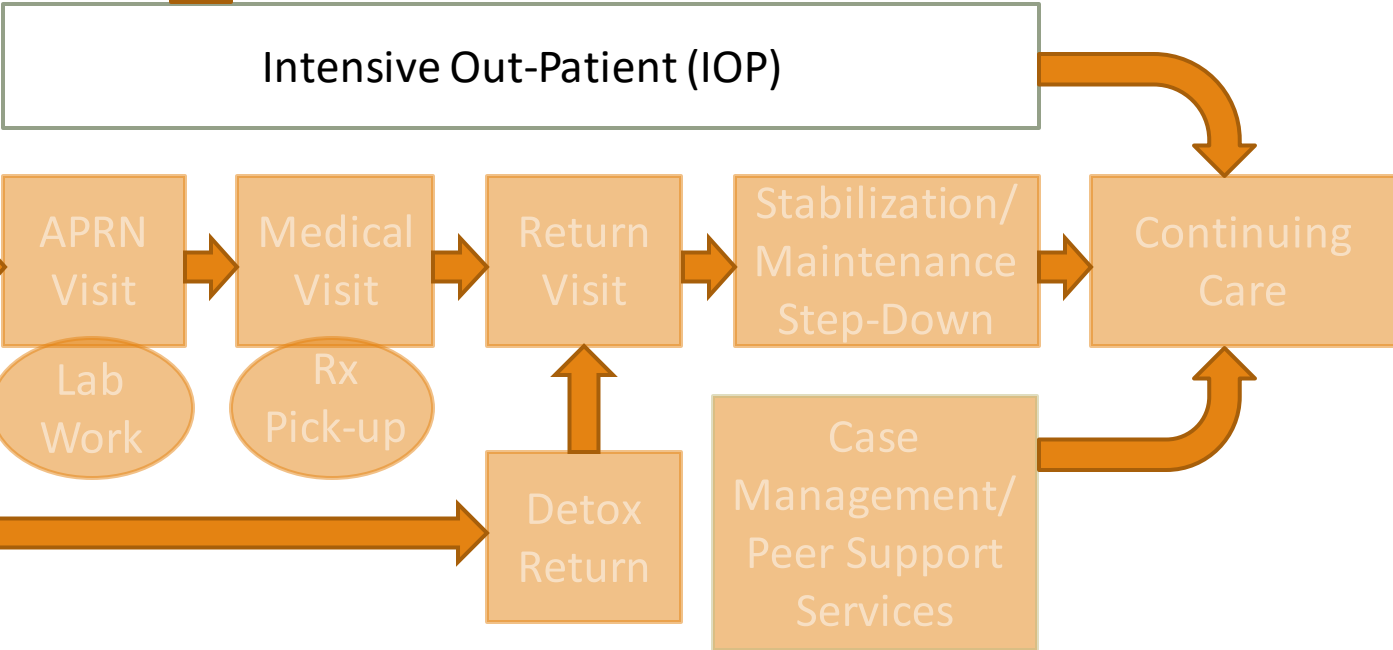 Intensive Out-Patient (IOP)
APRN
Visit
Medical
Visit
Return
Visit
Stabilization/
Maintenance
Step-Down
Continuing
Care
Lab
Work
Rx
Pick-up
Detox
Return
Case
Management/
Peer Support
Services